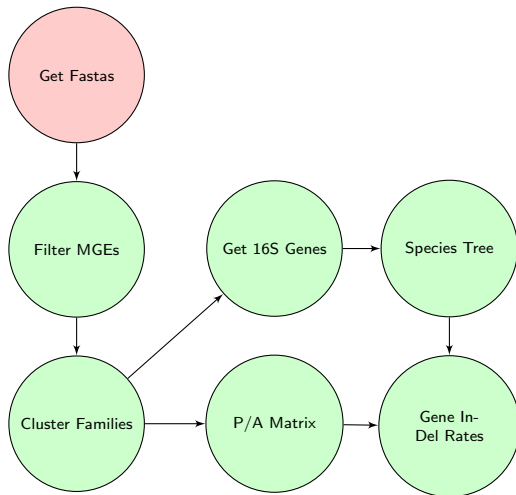 Get Fastas
Filter MGEs
Get 16S Genes
Species Tree
Cluster Families
P/A Matrix
Gene In-
Del Rates